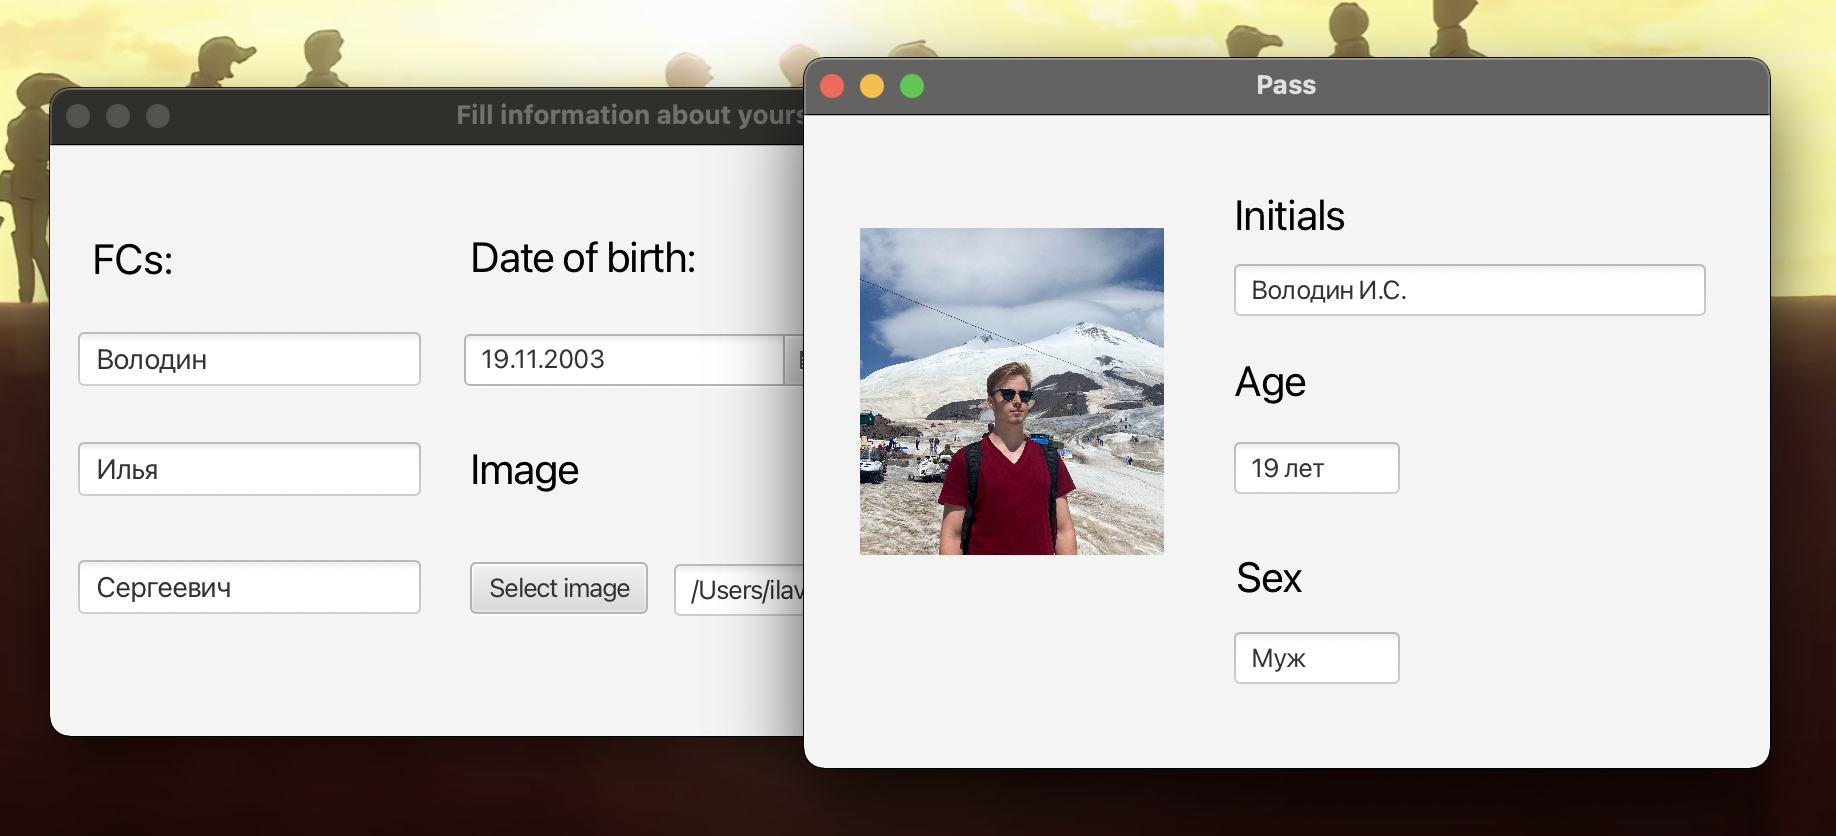 Fill information about yours
FCs:
Date of birth:
Володин
19.11.2003
Илья
Image
Сергеевич
Select image
/Users/ilav
Pass
Initials
Володин И.С.
Age
19 лет
Sex
Муж